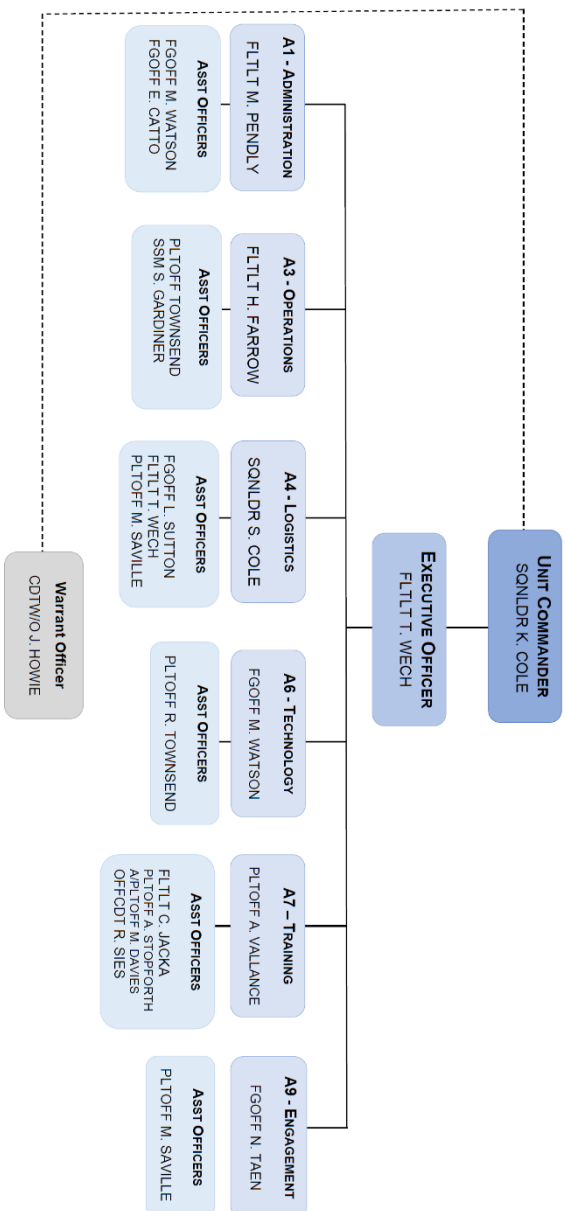 UNIT COMMANDER
SQNLDR K. COLE
EXECUTIVE OFFICER
FLTLT T. WECH
A1 - ADMINISTRATION
FLTLT M. PENDLY
ASST OFFICERS
FGOFF M. WATSON
FGOFF E. CATTO
A3 - OPERATIONS
FLTLT H. FARROW
ASST OFFICERS
PLTOFF TOWNSEND
SSM S. GARDINER
A4 - LOGISTICS
SQNLDR S. COLE
ASST OFFICERS
FGOFF L. SUTTON
FLTLT T. WECH
PLTOFF M. SAVILLE
A6 - TECHNOLOGY
FGOFF M. WATSON
ASST OFFICERS
PLTOFF R. TOWNSEND
A7 – TRAINING
PLTOFF A. VALLANCE
ASST OFFICERS
FLTLT C. JACKA
PLTOFF A. STOPFORTH
A/PLTOFF M. DAVIES
OFFCDT R. SIES
A9 - ENGAGEMENT
FGOFF N. TAEN
ASST OFFICERS
PLTOFF M. SAVILLE
Warrant Officer
CDTW/O J. HOWIE